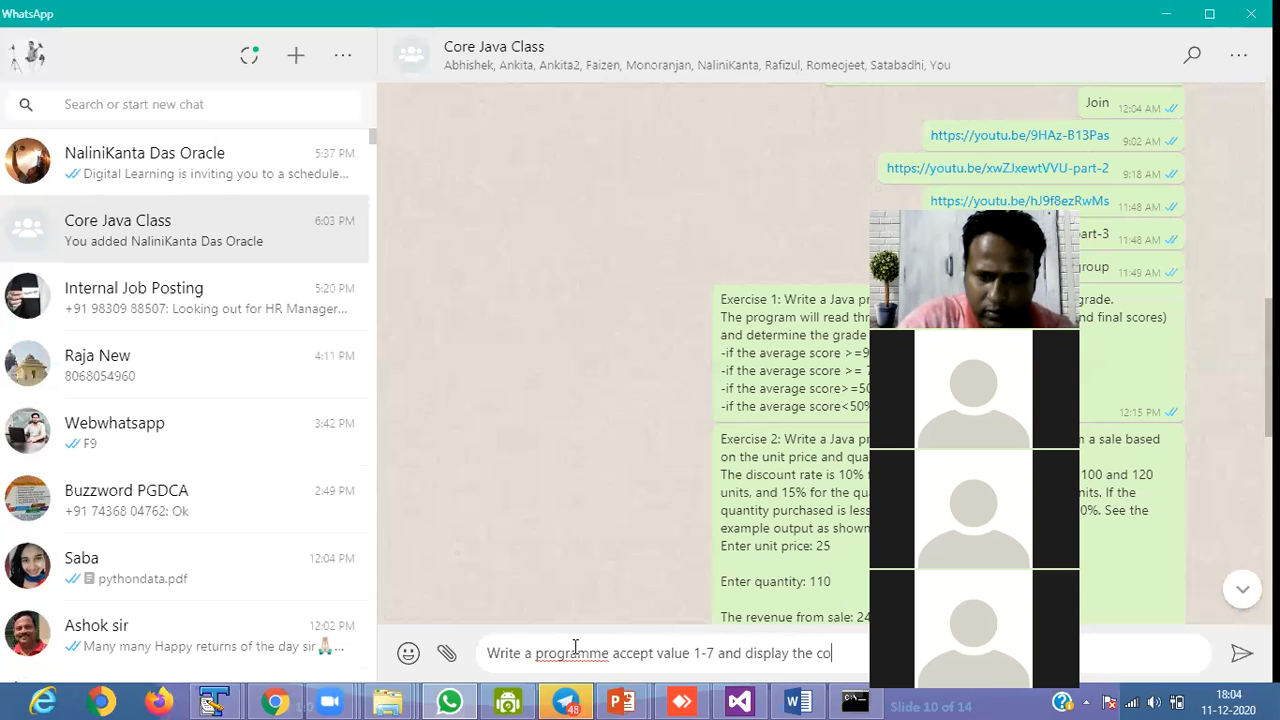 WhatsApp
Search or start new chat
NaliniKanta Das Oracle
5:37 PM
Digital Learning is inviting you to a schedule...
Core Java Class
6:03 PM
You added NaliniKanta Das Oracle
Internal Job Posting
5:20 PM
+91 98309 88507: Looking out for HR Manager...
Raja New
4:11 PM
8068054960
Webwhatsapp
3:42 PM
F9
Buzzword PGDCA
2:49 PM
+91 74368 04762: Ok
Saba
12:04 PM
pythondata.pdf
Ashok sir
12:02 PM
Many many Happy returns of the day sir...
Core Java Class
Abhishek, Ankita, Ankita2, Faizen, Monoranjan, NaliniKanta, Rafizul, Romeojeet, Satabadhi, You
Join
12:04 AM
https://youtu.be/9HAz-B13Pas
9:02 AM
https://youtu.be/xwZJxewtVVU-part-2
9:18 AM
https://youtu.be/hJ9f8ezRwMs
11:48 AM
art-3
11:48 AM
group
11:49 AM
Exercise 1: Write a Java pr grade.
The program will read thr nd final scores)
and determine the grade
-if the average score >=9
-if the average score >= 7
-if the average score>=50
-if the average score<50%
12:15 PM
Exercise 2: Write a Java pr a sale based
on the unit price and qua
The discount rate is 10% 100 and 120
units, and 15% for the qua nits. If the
quantity purchased is less 0%. See the
example output as shown
Enter unit price: 25
Enter quantity: 110
The revenue from sale: 24
Write a programme accept value 1-7 and display the co
48
Slide 10 of 14
18:04
11-12-2020